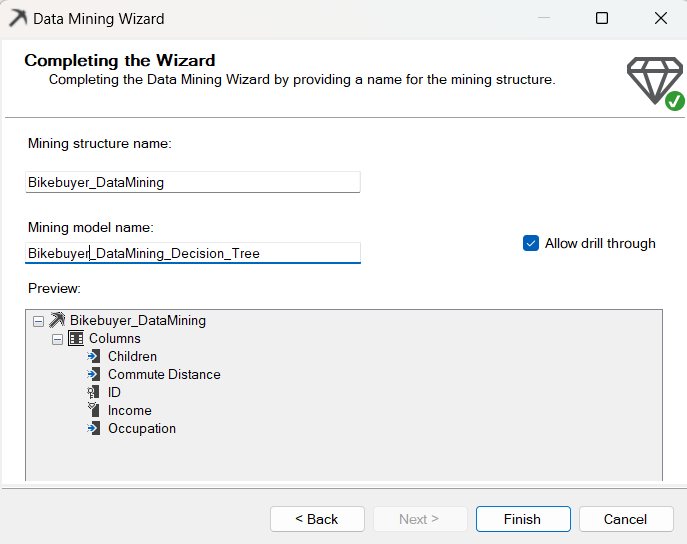 Data Mining Wizard
Completing the Wizard
Completing the Data Mining Wizard by providing a name for the mining structure.
Mining structure name:
Bikebuyer_DataMining
Mining model name:
Bikebuyer_DataMining_Decision_Tree
Allow drill through
Preview:
Bikebuyer_DataMining
Columns
Children
Commute Distance
ID
Income
Occupation
< Back
Next >
Finish
Cancel